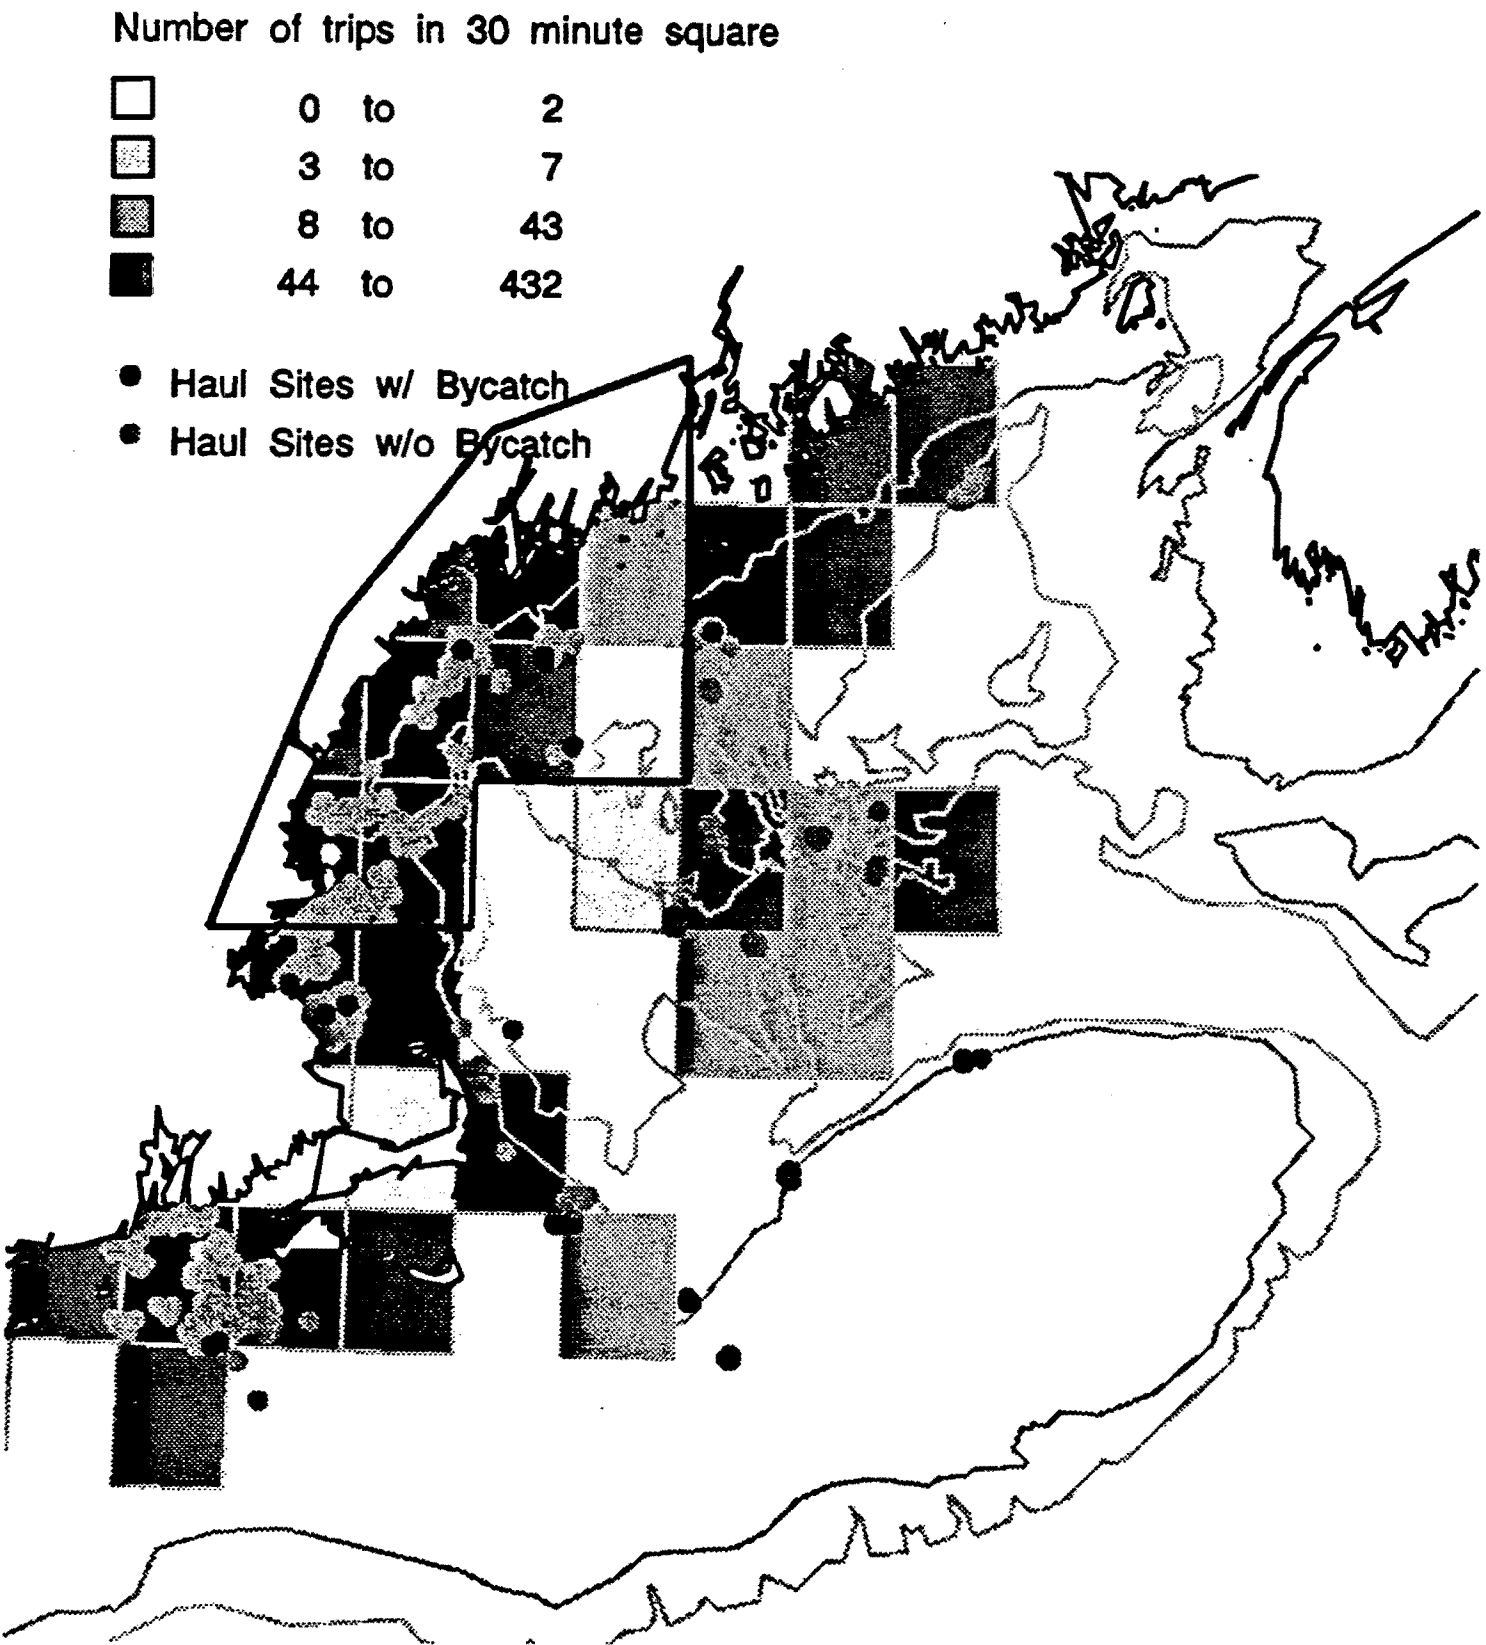 Number of trips in 30 minute square
0 to 2
3 to 7
8 to 43
44 to 432
Haul Sites w/ Bycatch
Haul Sites w/o Bycatch